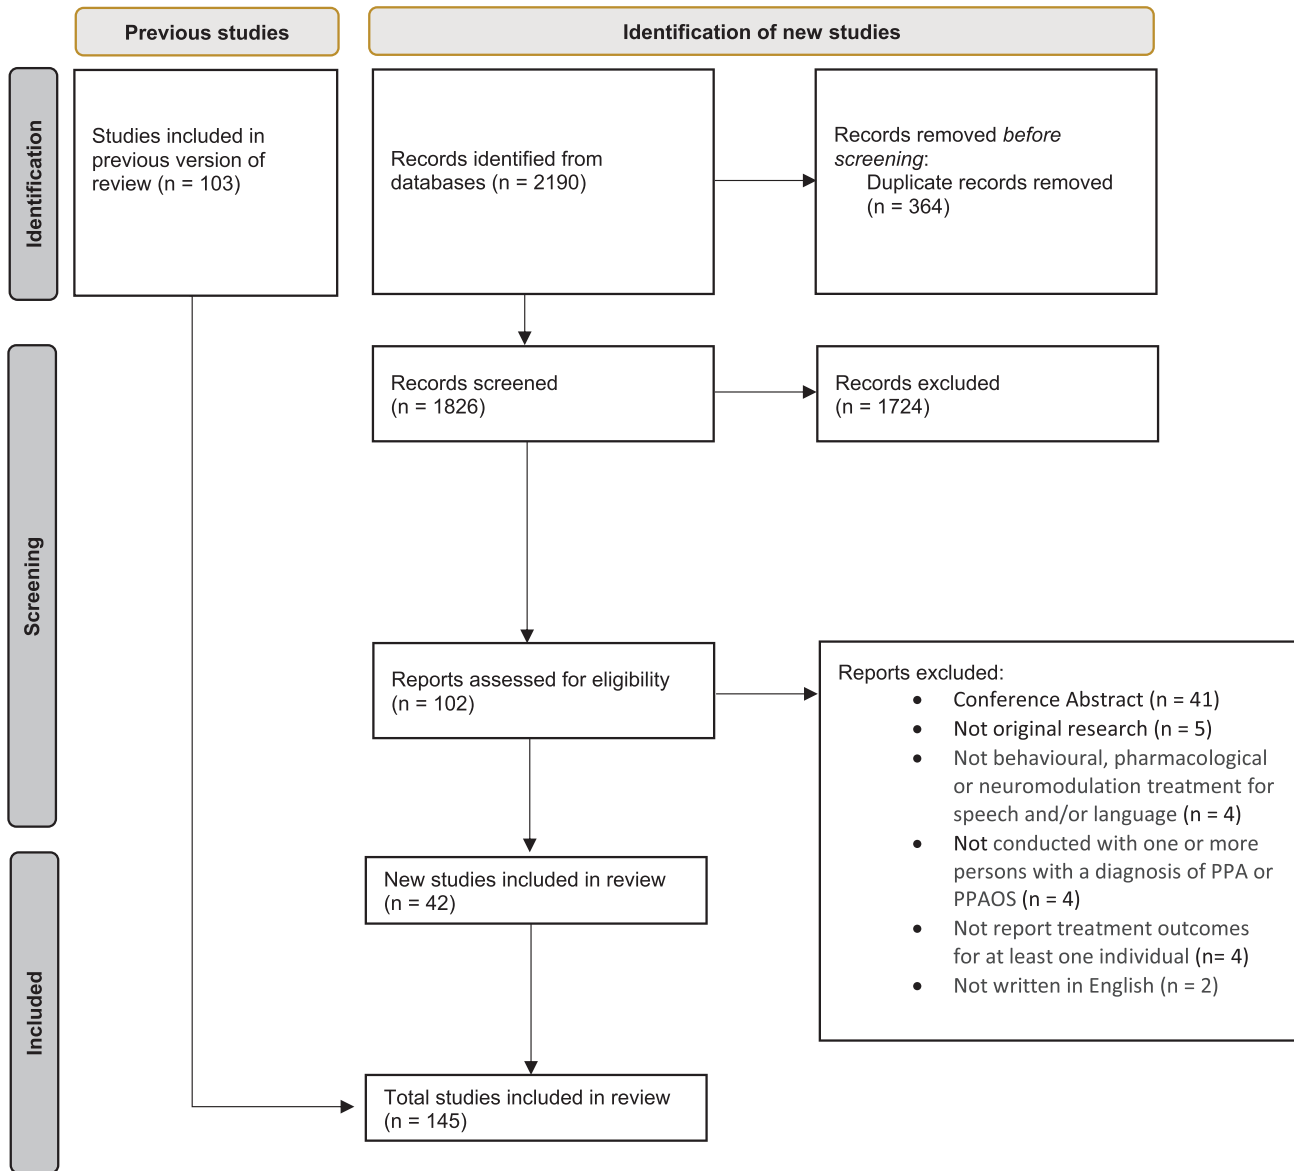 Previous studies
Identification of new studies
Identification
Studies included in
previous version of
review (n = 103)
Records identified from
databases (n = 2190)
Records removed before
screening:
Duplicate records removed
(n = 364)
Screening
Records screened
(n = 1826)
Records excluded
(n = 1724)
Reports assessed for eligibility
(n = 102)
Reports excluded:
• Conference Abstract (n = 41)
• Not original research (n = 5)
• Not behavioural, pharmacological
or neuromodulation treatment for
speech and/or language (n = 4)
• Not conducted with one or more
persons with a diagnosis of PPA or
PPAOS (n = 4)
• Not report treatment outcomes
for at least one individual (n= 4)
• Not written in English (n = 2)
Included
New studies included in review
(n = 42)
Total studies included in review
(n = 145)